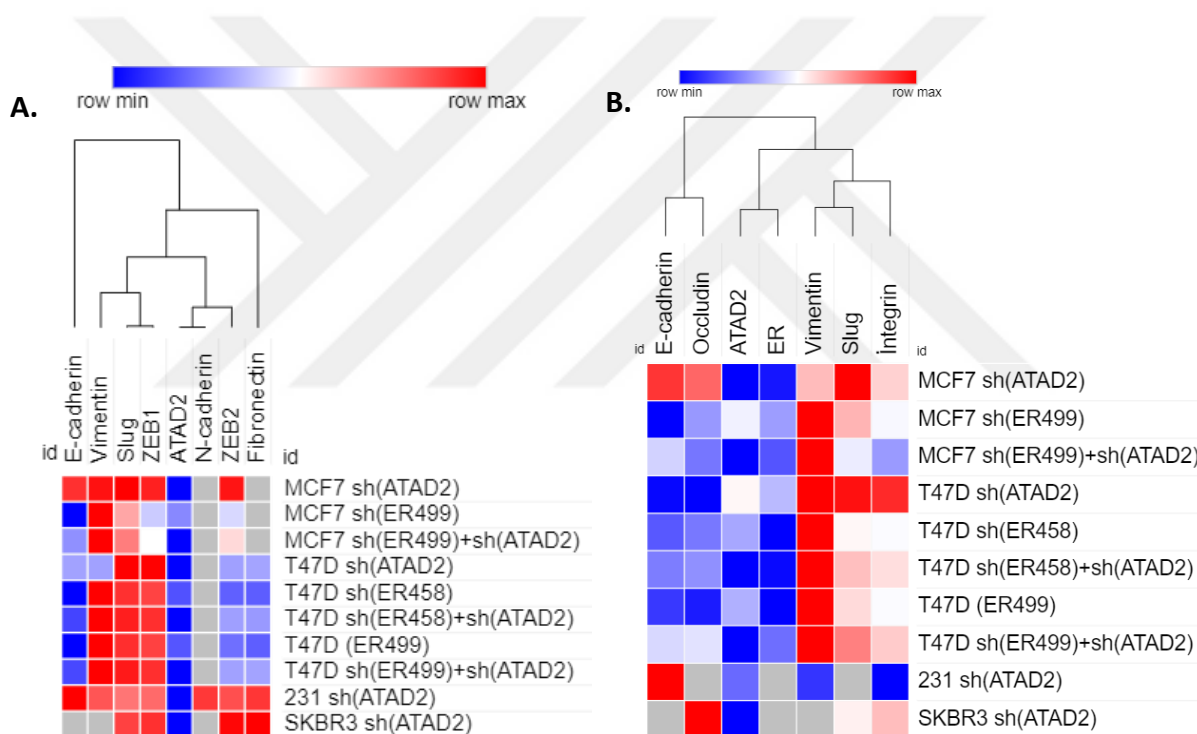 A.
row min row max
id E-cadherin Vimentin Slug ZEB1 ATAD2 N-cadherin ZEB2 Fibronectin id
MCF7 sh(ATAD2)
MCF7 sh(ER499)
MCF7 sh(ER499)+sh(ATAD2)
T47D sh(ATAD2)
T47D sh(ER458)
T47D sh(ER458)+sh(ATAD2)
T47D (ER499)
T47D sh(ER499)+sh(ATAD2)
231 sh(ATAD2)
SKBR3 sh(ATAD2)
B.
row min row max
id E-cadherin Occludin ATAD2 ER Vimentin Slug İntegrin id
MCF7 sh(ATAD2)
MCF7 sh(ER499)
MCF7 sh(ER499)+sh(ATAD2)
T47D sh(ATAD2)
T47D sh(ER458)
T47D sh(ER458)+sh(ATAD2)
T47D (ER499)
T47D sh(ER499)+sh(ATAD2)
231 sh(ATAD2)
SKBR3 sh(ATAD2)